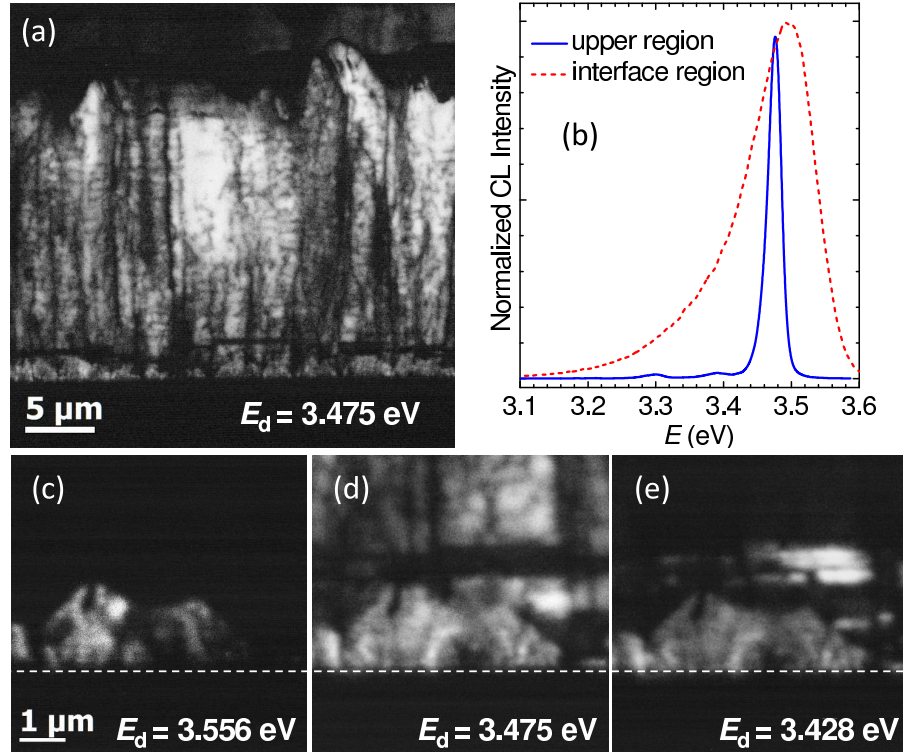 (a)
5 µm
Ed = 3.475 eV
Normalized CL Intensity
upper region
interface region
(b)
3.1 3.2 3.3 3.4 3.5 3.6
E (eV)
(c)
1 µm
Ed = 3.556 eV
(d)
Ed = 3.475 eV
(e)
Ed = 3.428 eV